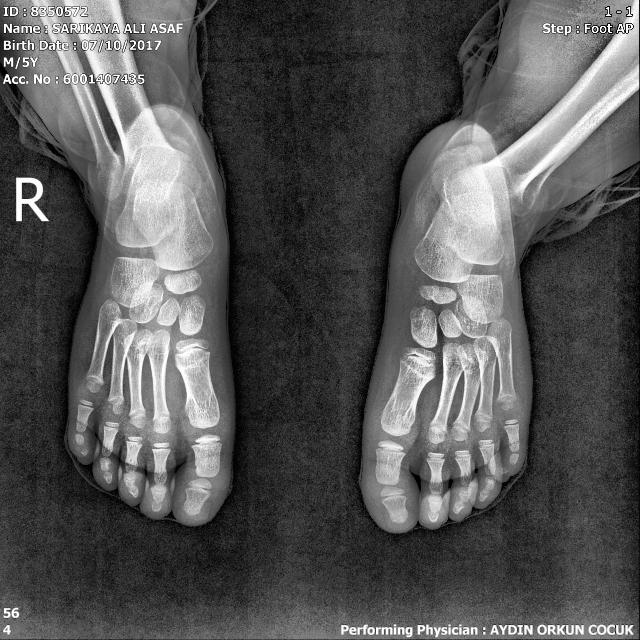 ID : 8350572
Name : SARIKAYA ALI ASAF
Birth Date : 07/10/2017
M/5Y
Acc. No : 6001407435
1 - 1
Step : Foot AP
R
56
4
Performing Physician : AYDIN ORKUN COCUK